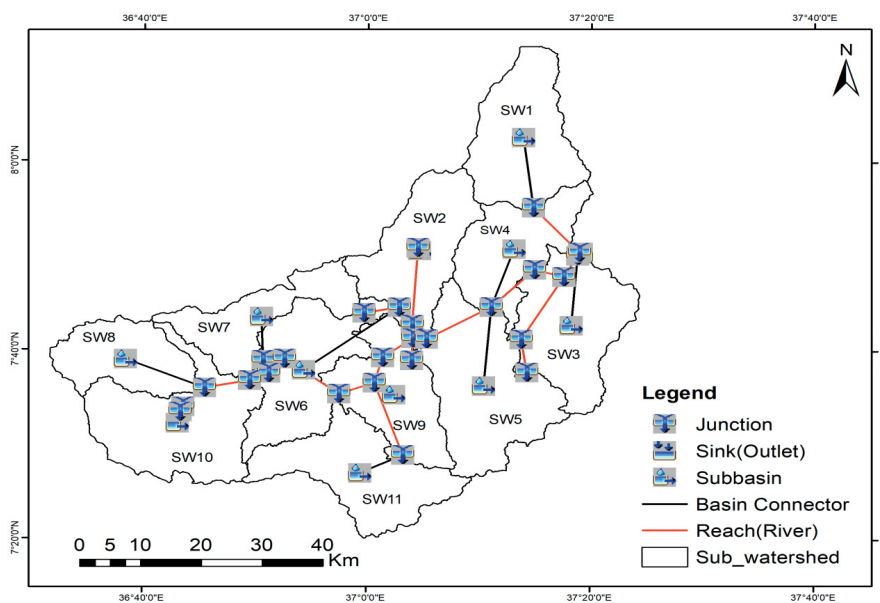 36°40'0"E 37°0'0"E 37°20'0"E 37°40'0"E
N
SW1
8°0'0"N
SW2
SW4
SW7
SW8
7°40'0"N
SW3
Legend
Junction
SW6
SW9
SW5
Sink(Outlet)
SW10
Subbasin
SW11
Basin Connector
Reach(River)
7°20'0"N
0 5 10 20 30 40
Km
Sub_watershed
36°40'0"E 37°0'0"E 37°20'0"E 37°40'0"E